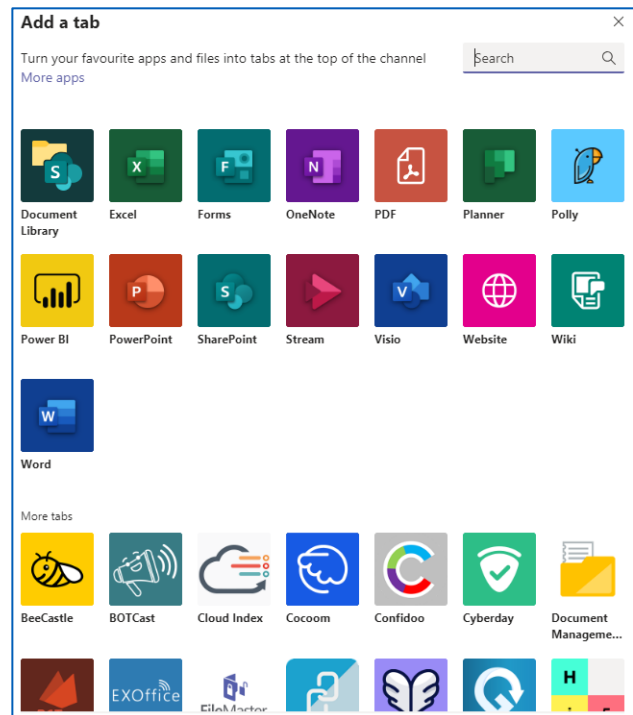 Add a tab
Turn your favourite apps and files into tabs at the top of the channel
More apps
Search
S X F N P
Document Library Excel Forms OneNote PDF Planner Polly
P S V
Power BI PowerPoint SharePoint Stream Visio Website Wiki
W
Word
More tabs
BeeCastle BOTCast Cloud Index Cocoom Confidoo Cyberday Document Manageme...
EXOffice FileMaster H